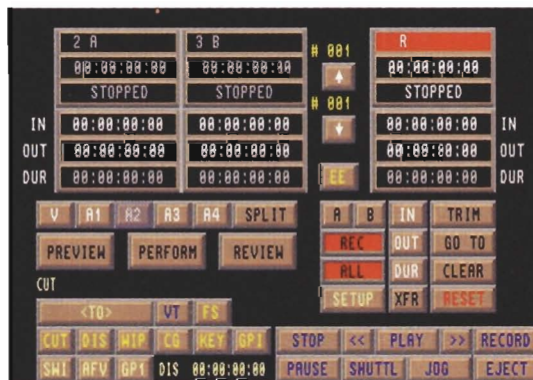 2 A 3 B # 001 R
00:00:00:00 00:00:00:00 00:00:00:00
STOPPED STOPPED # 001 STOPPED
IN 00:00:00:00 00:00:00:00 00:00:00:00 IN
OUT 00:00:00:00 00:00:00:00 00:00:00:00 OUT
DUR 00:00:00:00 00:00:00:00 EE 00:00:00:00 DUR
V A1 A2 A3 A4 SPLIT A B IN TRIM
PREVIEW PERFORM REVIEW REC OUT GO TO
ALL DUR CLEAR
CUT SETUP XFR RESET
<TO> VT FS
CUT DIS WIP CG KEY GPI STOP << PLAY >> RECORD
SWI AFV GP1 DIS 00:00:00:00 PAUSE SHUTTL JOG EJECT